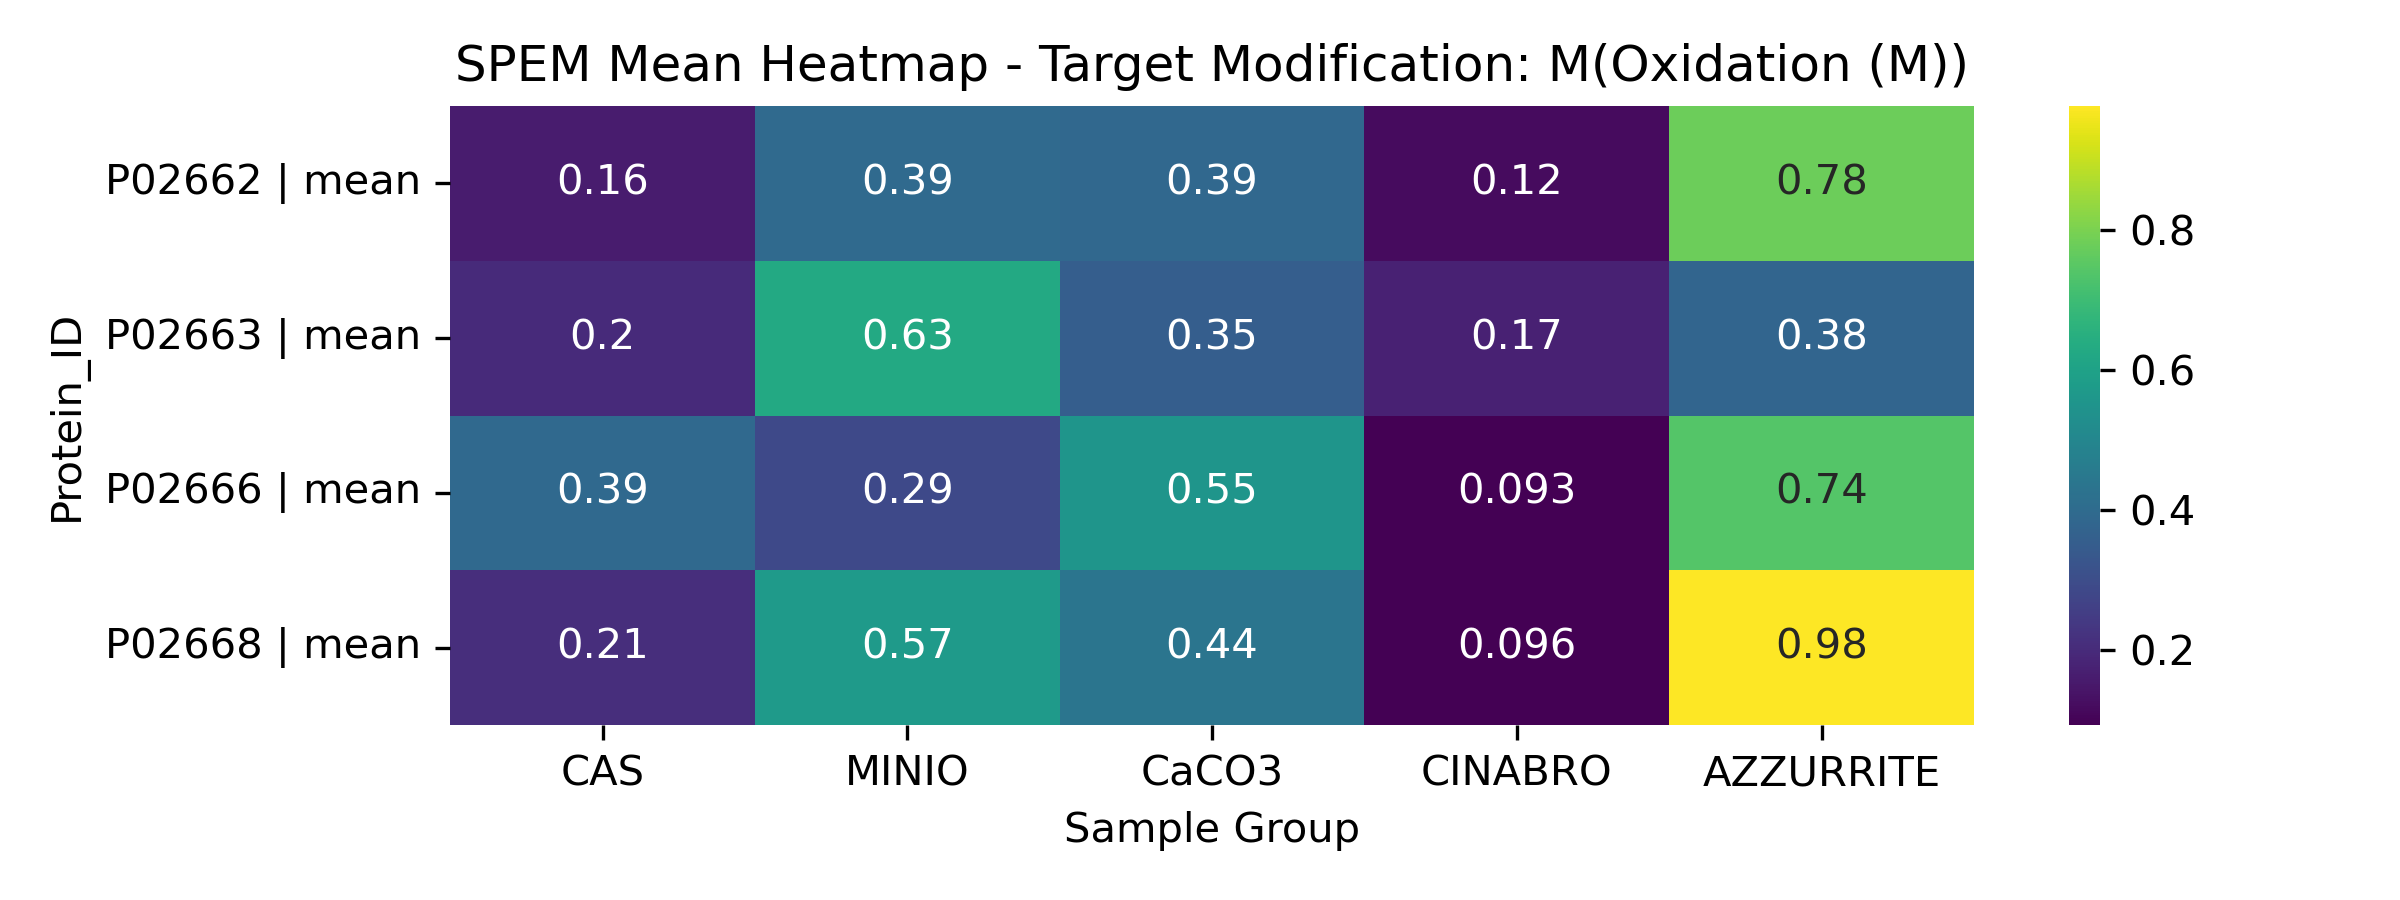 SPEM Mean Heatmap - Target Modification: M(Oxidation (M))
Protein_ID
P02662 | mean 0.16 0.39 0.39 0.12 0.78
P02663 | mean 0.2 0.63 0.35 0.17 0.38
P02666 | mean 0.39 0.29 0.55 0.093 0.74
P02668 | mean 0.21 0.57 0.44 0.096 0.98
CAS MINIO CaCO3 CINABRO AZZURRITE
Sample Group
0.8
0.6
0.4
0.2